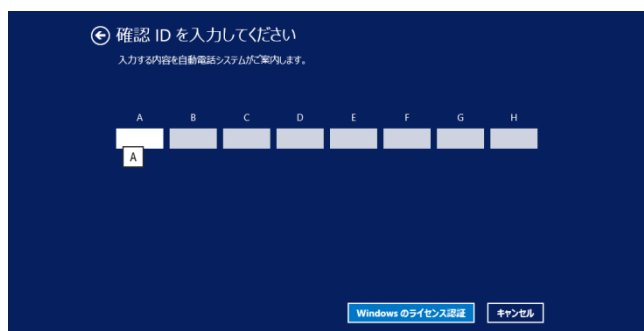 確認 ID を入力してください
入力する内容を自動電話システムがご案内します。
A B C D E F G H
A
Windows のライセンス認証 キャンセル